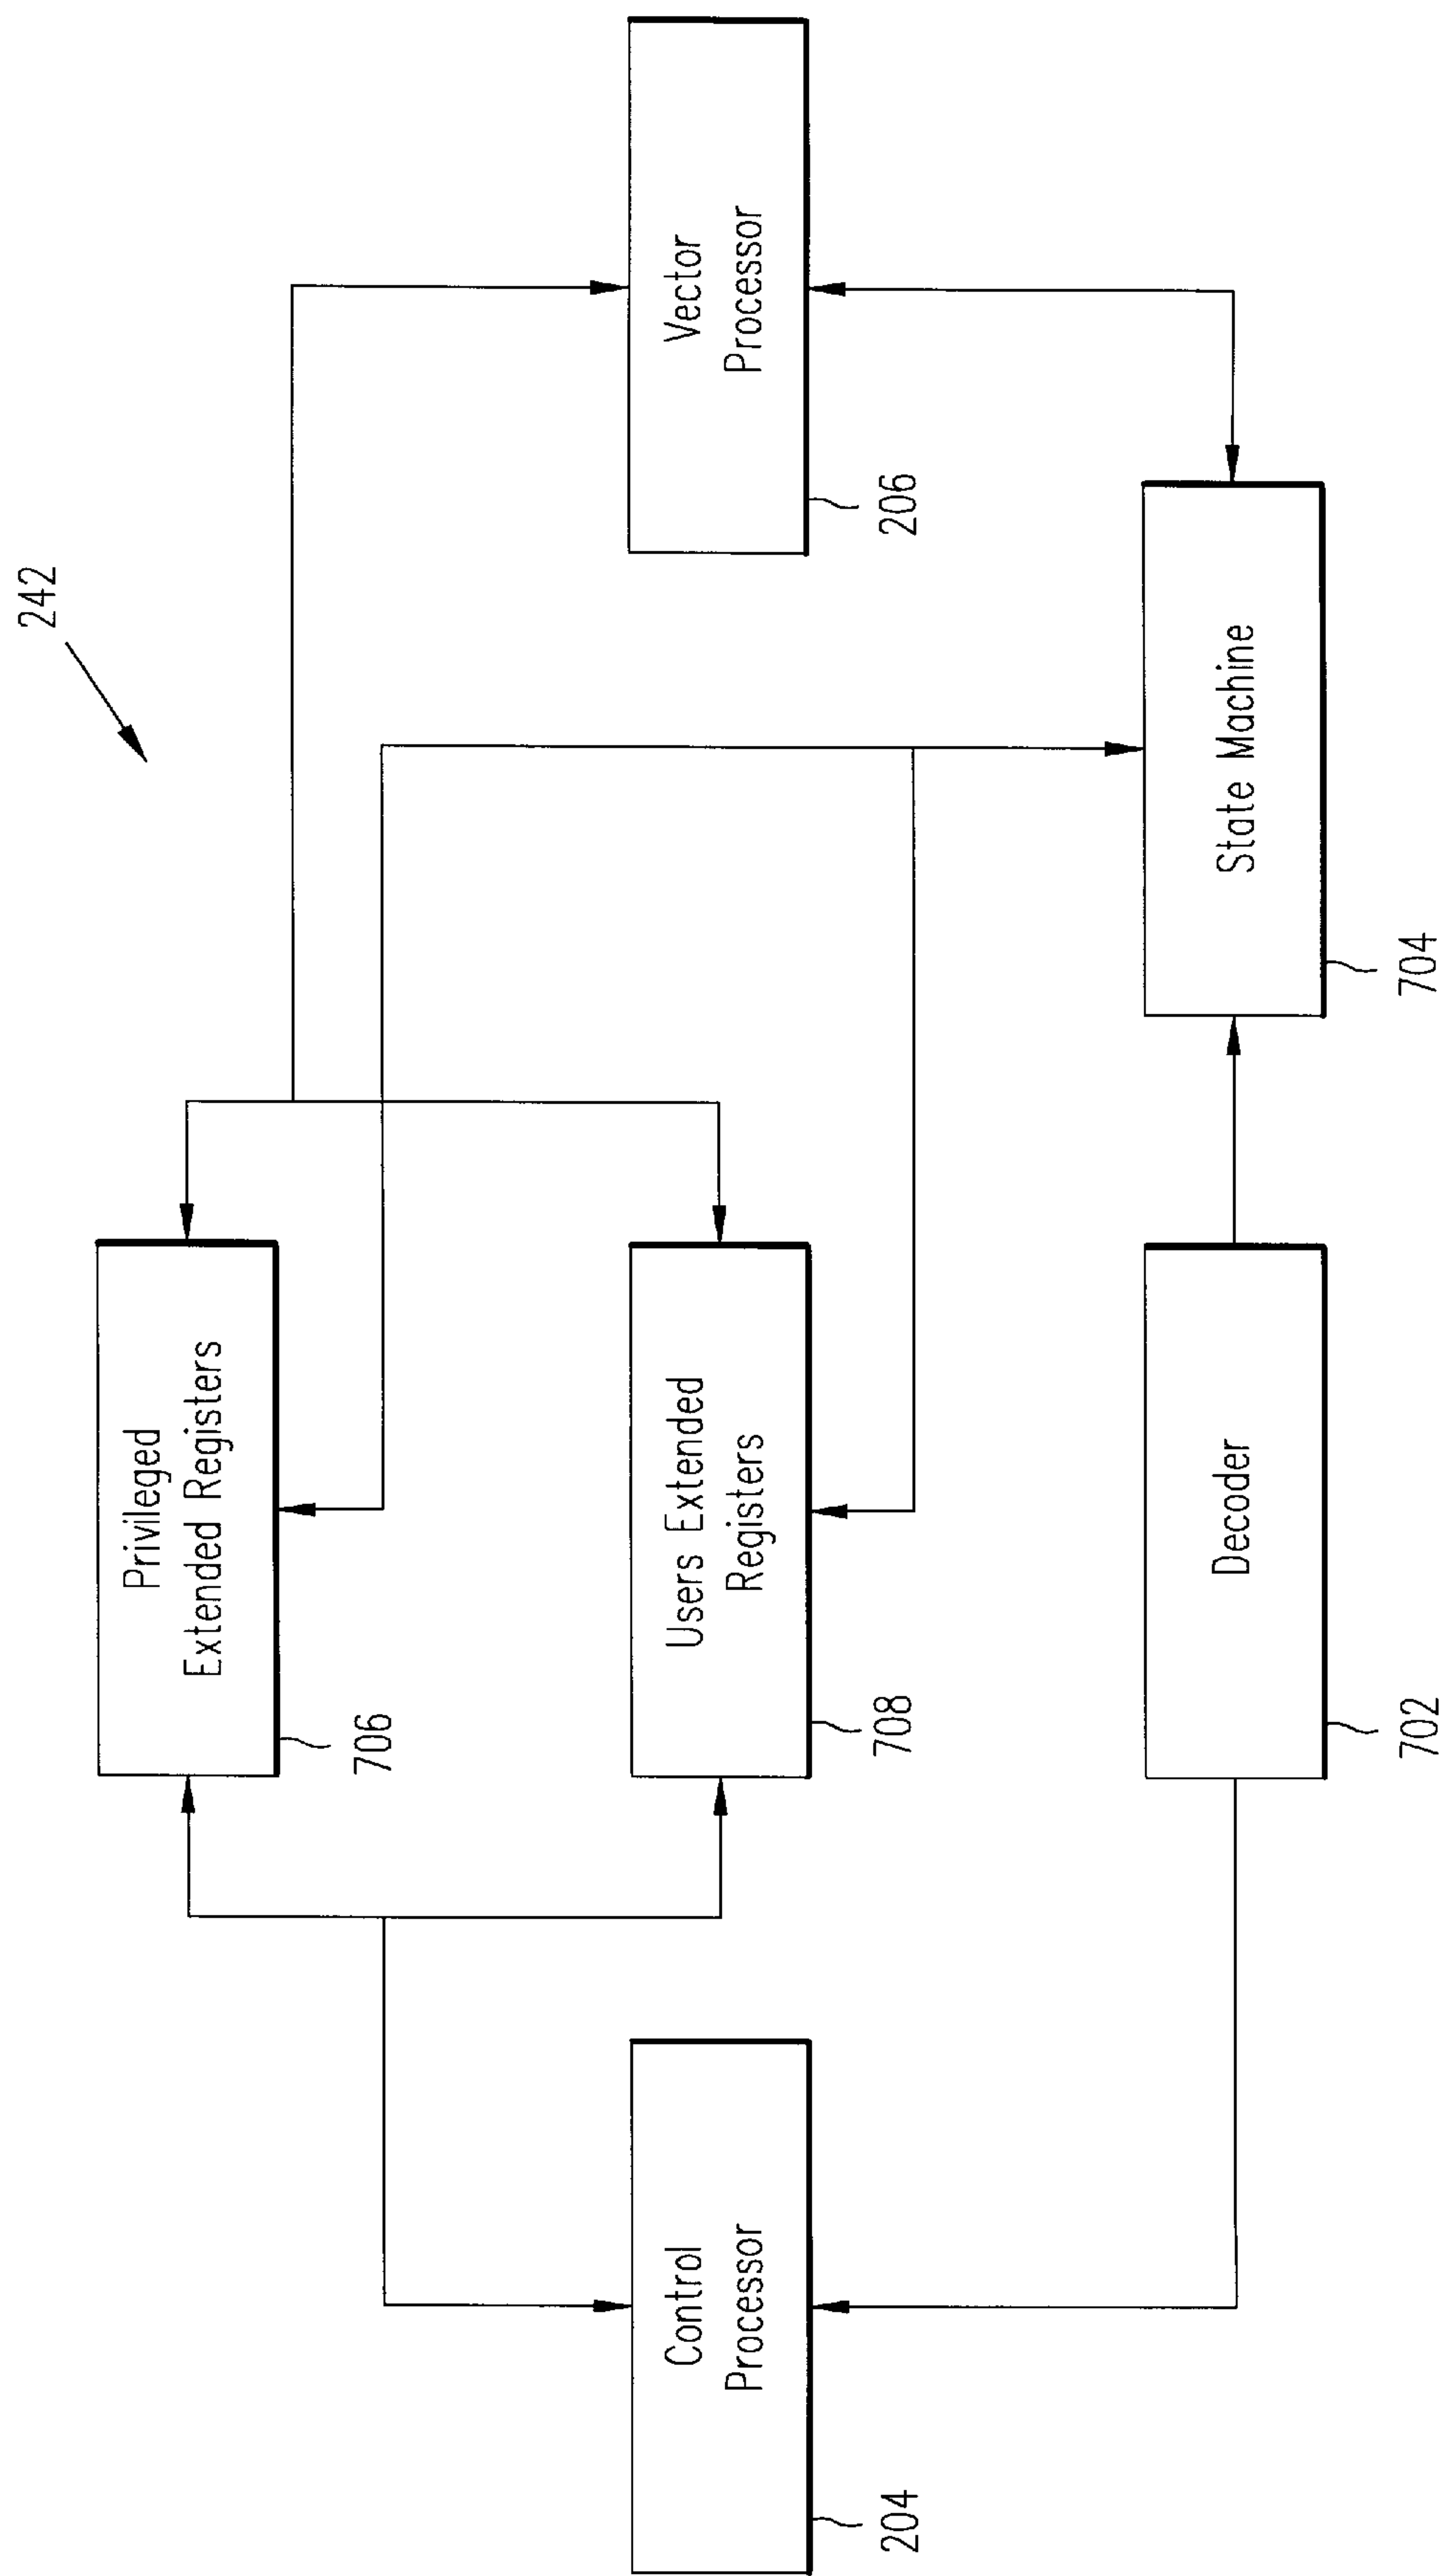 242
Privileged
Extended Registers
706
Control
Processor
204
Users Extended
Registers
708
Vector
Processor
206
Decoder
702
State Machine
704